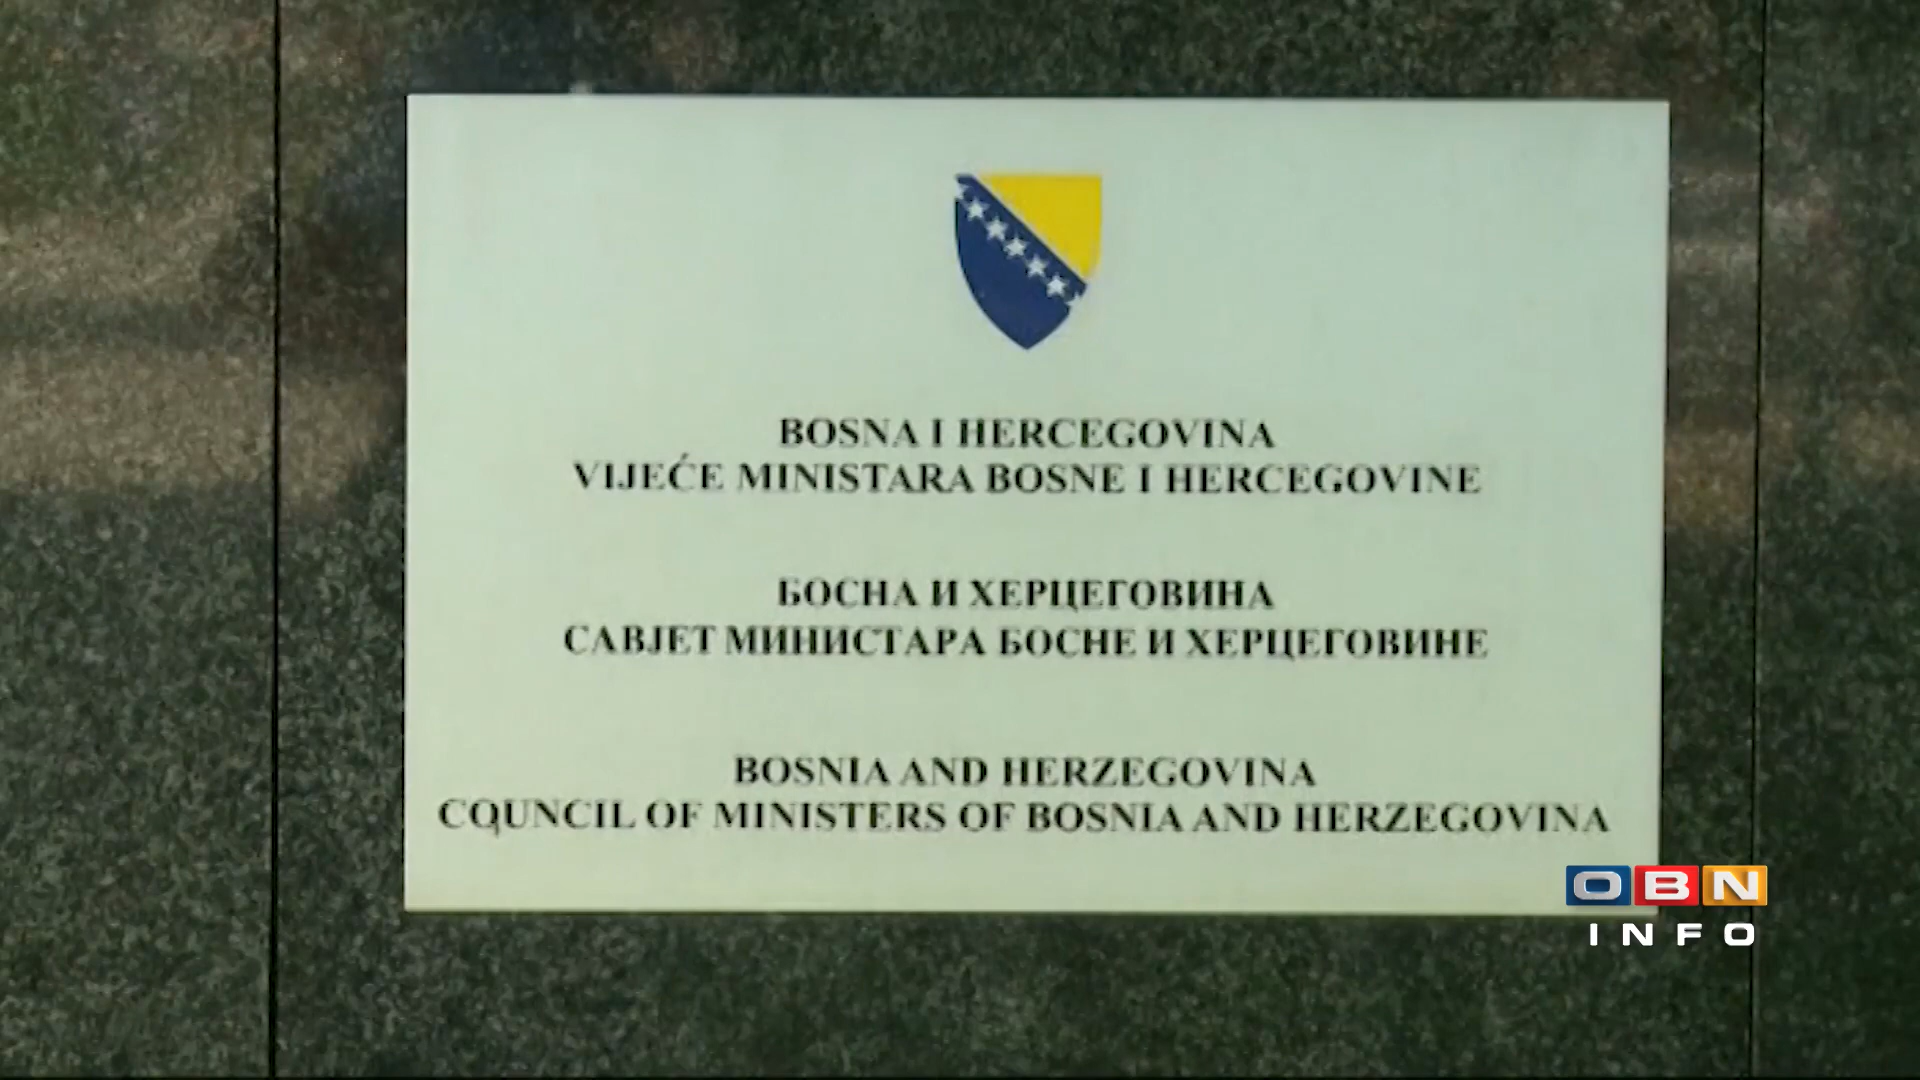 BOSNA I HERCEGOVINA
VIJEĆE MINISTARA BOSNE I HERCEGOVINE
БОСНА И ХЕРЦЕГОВИНА
САВЈЕТ МИНИСТАРА БОСНЕ И ХЕРЦЕГОВИНЕ
BOSNIA AND HERZEGOVINA
COUNCIL OF MINISTERS OF BOSNIA AND HERZEGOVINA
OBN
INFO